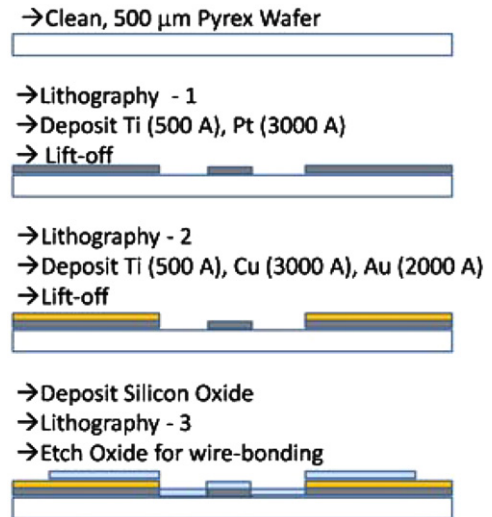 →Clean, 500 μm Pyrex Wafer
→Lithography - 1
→Deposit Ti (500 A), Pt (3000 A)
→ Lift-off
→Lithography - 2
→Deposit Ti (500 A), Cu (3000 A), Au (2000 A)
→Lift-off
→Deposit Silicon Oxide
→Lithography - 3
→Etch Oxide for wire-bonding